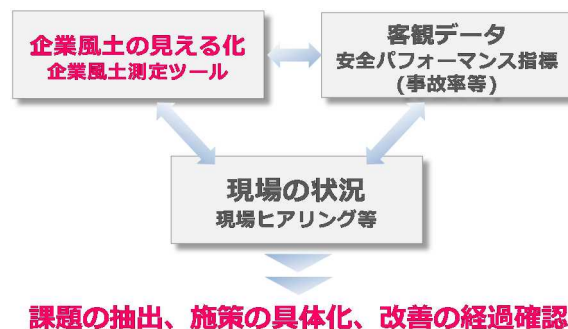 企業風土の見える化
企業風土測定ツール
客観データ
安全パフォーマンス指標
(事故率等)
現場の状況
現場ヒアリング等
課題の抽出、施策の具体化、改善の経過確認